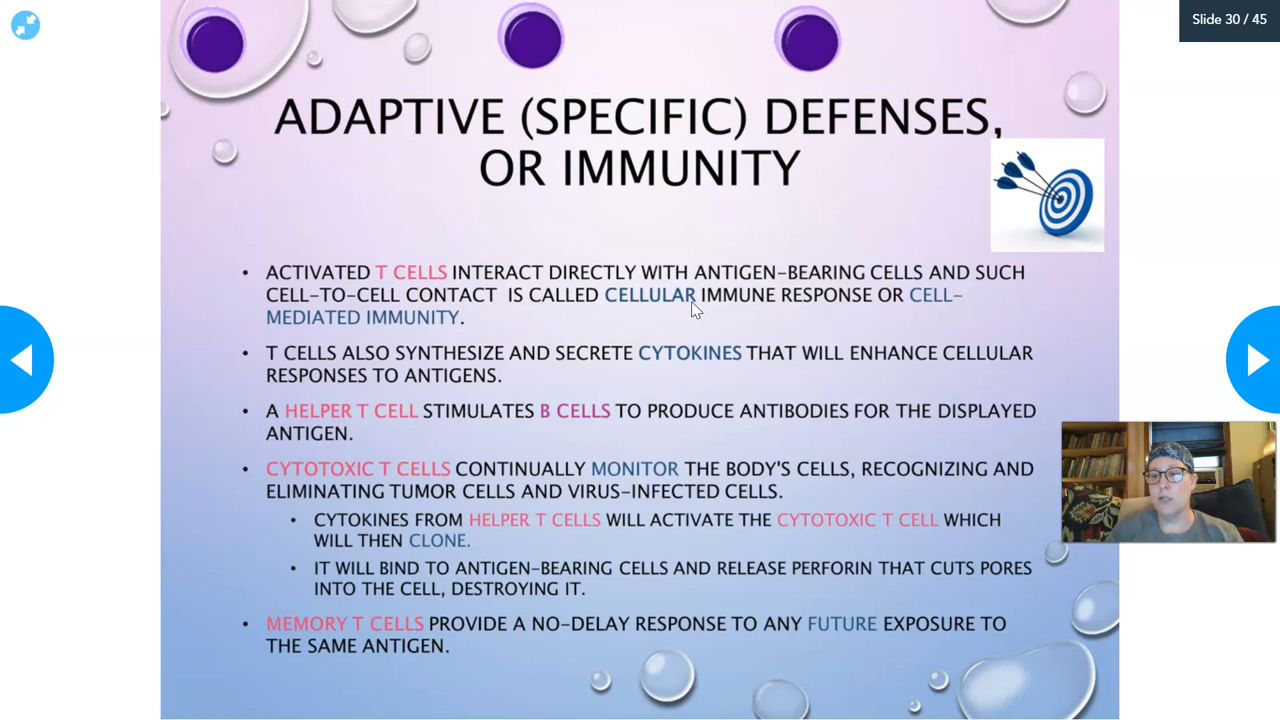 Slide 30 / 45
ADAPTIVE (SPECIFIC) DEFENSES,
OR IMMUNITY
• ACTIVATED T CELLS INTERACT DIRECTLY WITH ANTIGEN-BEARING CELLS AND SUCH
CELL-TO-CELL CONTACT IS CALLED CELLULAR IMMUNE RESPONSE OR CELL-
MEDIATED IMMUNITY.
• T CELLS ALSO SYNTHESIZE AND SECRETE CYTOKINES THAT WILL ENHANCE CELLULAR
RESPONSES TO ANTIGENS.
• A HELPER T CELL STIMULATES B CELLS TO PRODUCE ANTIBODIES FOR THE DISPLAYED
ANTIGEN.
• CYTOTOXIC T CELLS CONTINUALLY MONITOR THE BODY'S CELLS, RECOGNIZING AND
ELIMINATING TUMOR CELLS AND VIRUS-INFECTED CELLS.
• CYTOKINES FROM HELPER T CELLS WILL ACTIVATE THE CYTOTOXIC T CELL WHICH
WILL THEN CLONE.
• IT WILL BIND TO ANTIGEN-BEARING CELLS AND RELEASE PERFORIN THAT CUTS PORES
INTO THE CELL, DESTROYING IT.
• MEMORY T CELLS PROVIDE A NO-DELAY RESPONSE TO ANY FUTURE EXPOSURE TO
THE SAME ANTIGEN.